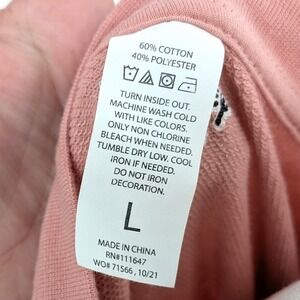 60% COTTON
40% POLYESTER
TURN INSIDE OUT.
MACHINE WASH COLD
WITH LIKE COLORS.
ONLY NON CHLORINE
BLEACH WHEN NEEDED.
TUMBLE DRY LOW. COOL
IRON IF NEEDED.
DO NOT IRON
DECORATION.
L
MADE IN CHINA
RN#111647
WO# 71566, 10/21